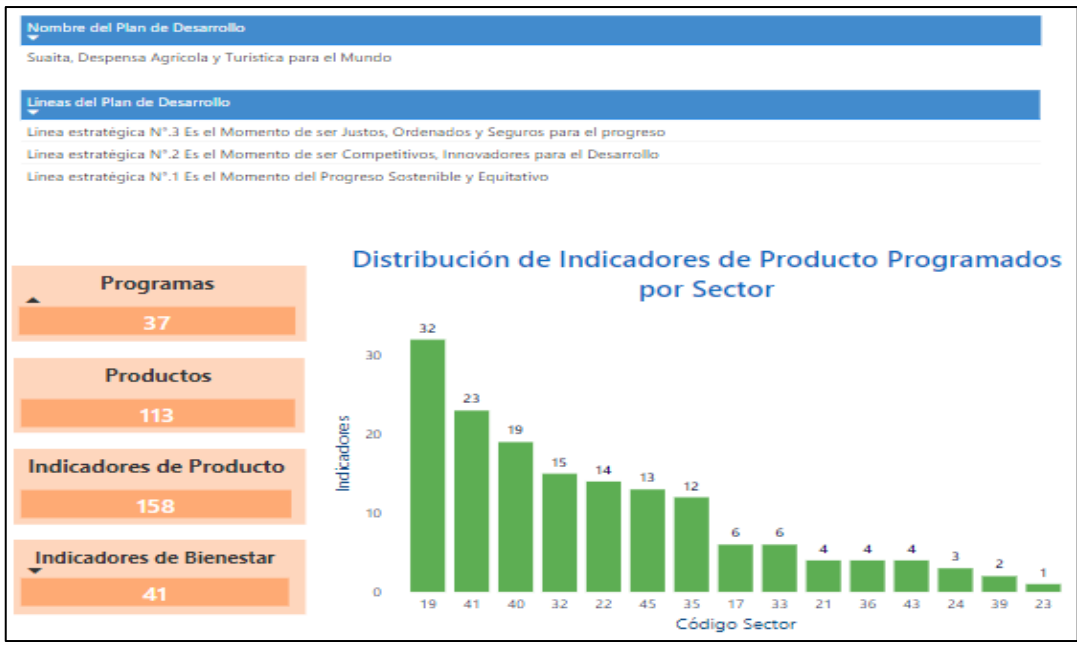 Nombre del Plan de Desarrollo
Suaita, Despensa Agrícola y Turística para el Mundo
Líneas del Plan de Desarrollo
Línea estratégica N°.3 Es el Momento de ser Justos, Ordenados y Seguros para el progreso
Línea estratégica N°.2 Es el Momento de ser Competitivos, Innovadores para el Desarrollo
Línea estratégica N°.1 Es el Momento del Progreso Sostenible y Equitativo
Programas
37
Productos
113
Indicadores de Producto
158
Indicadores de Bienestar
41
Distribución de Indicadores de Producto Programados
por Sector
Indicadores
30
20
10
0
32
23
19
15
14
13
12
6
6
4
4
4
3
2
1
19 41 40 32 22 45 35 17 33 21 36 43 24 39 23
Código Sector